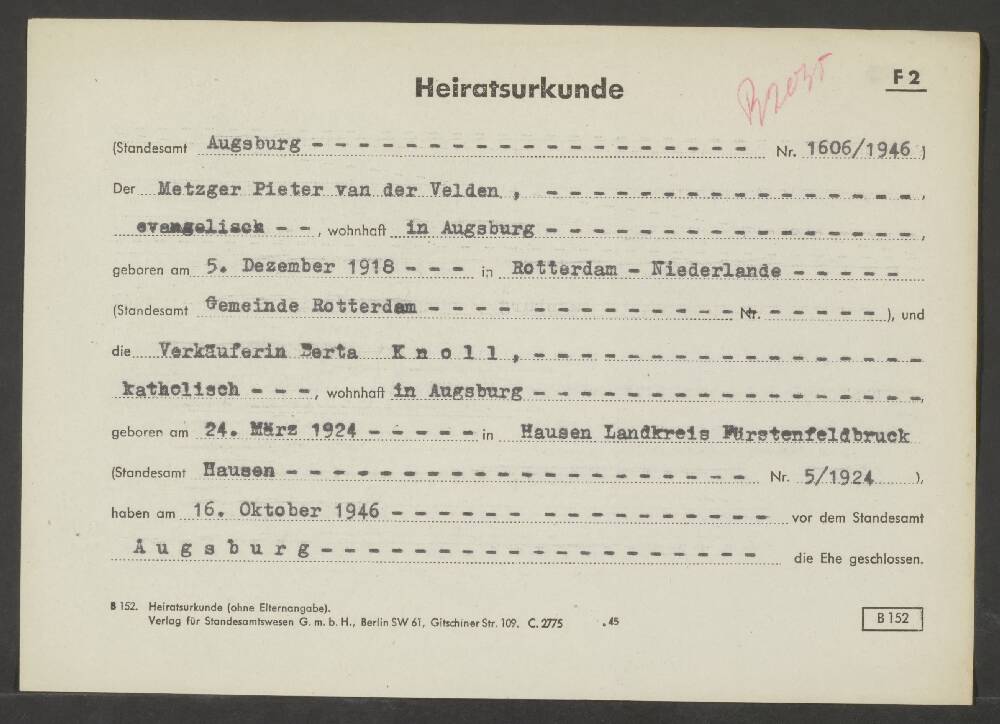 Heiratsurkunde
F 2
(Standesamt Augsburg - - - - - - - - - - - - - - - - - - - Nr. 1606/1946 )
Der Metzger Pieter van der Velden , - - - - - - - - - - - - - - - - ,
evangelisch - - , wohnhaft in Augsburg - - - - - - - - - - - - - - - - ,
geboren am 5. Dezember 1918 - - - in Rotterdam - Niederlande - - - - -
(Standesamt Gemeinde Rotterdam - - - - - - - - - - - - - Nr. - - - - - ), und
die Verkäuferin Berta K n o l l , - - - - - - - - - - - - - - - - -
katholisch - - - , wohnhaft in Augsburg - - - - - - - - - - - - - - - - ,
geboren am 24. März 1924 - - - - - in Hausen Landkreis Fürstenfeldbruck
(Standesamt Hausen - - - - - - - - - - - - - - - - - - - - Nr. 5/1924 ),
haben am 16. Oktober 1946 - - - - - - - - - - - - - - - - vor dem Standesamt
A u g s b u r g - - - - - - - - - - - - - - - - - - die Ehe geschlossen.
B 152. Heiratsurkunde (ohne Elternangabe).
Verlag für Standesamtswesen G. m. b. H., Berlin SW 61, Gitschiner Str. 109. C. 2775 . 45
B 152